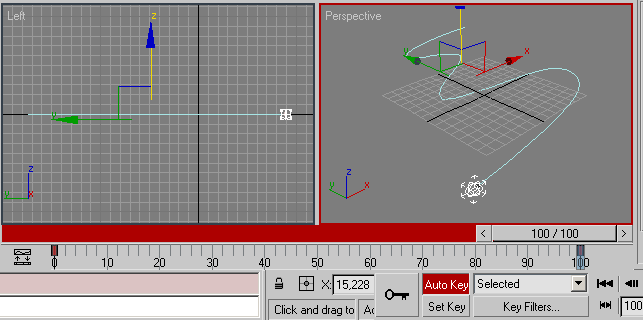 Left
z
y
Perspective
z
x
y
z
y
x
z
y
x
< 100 / 100 >
0 10 20 30 40 50 60 70 80 90 100
X: 15,228
Auto Key
Selected
Click and drag to
Set Key
Key Filters...
100